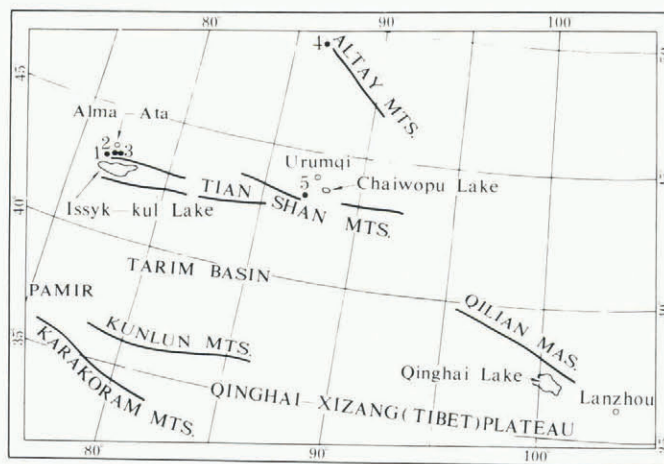 80° 90 100
45
4
ALTAY MTS.
Alma-Ata
2
1 3
Urumqi
5
Chaiwopu Lake
TIAN SHAN MTS.
Issyk-kul Lake
40
TARIM BASIN
PAMIR
QILIAN MAS.
KUNLUN MTS.
35
KARAKORAM MTS.
Qinghai Lake
Lanzhou
QINGHAI-XIZANG(TIBET)PLATEAU
80° 90° 100°